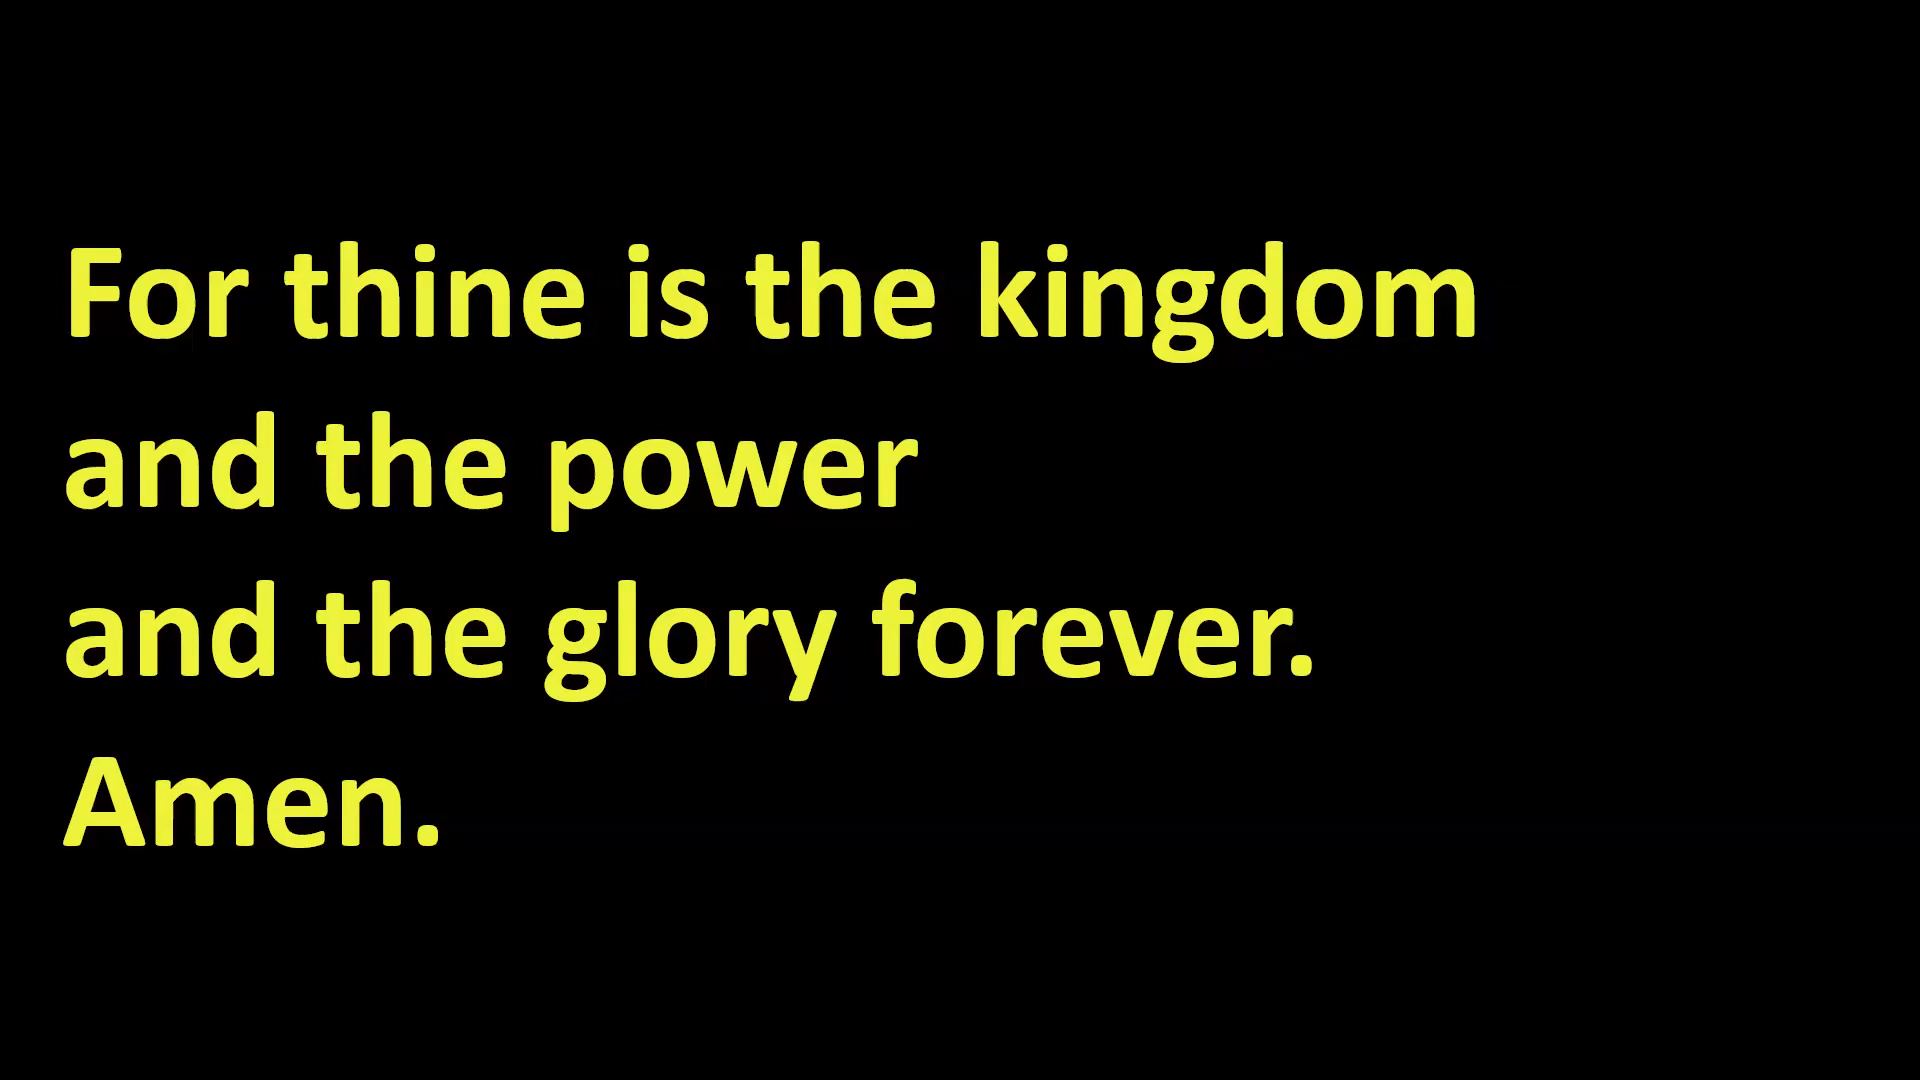 For thine is the kingdom
and the power
and the glory forever.
Amen.